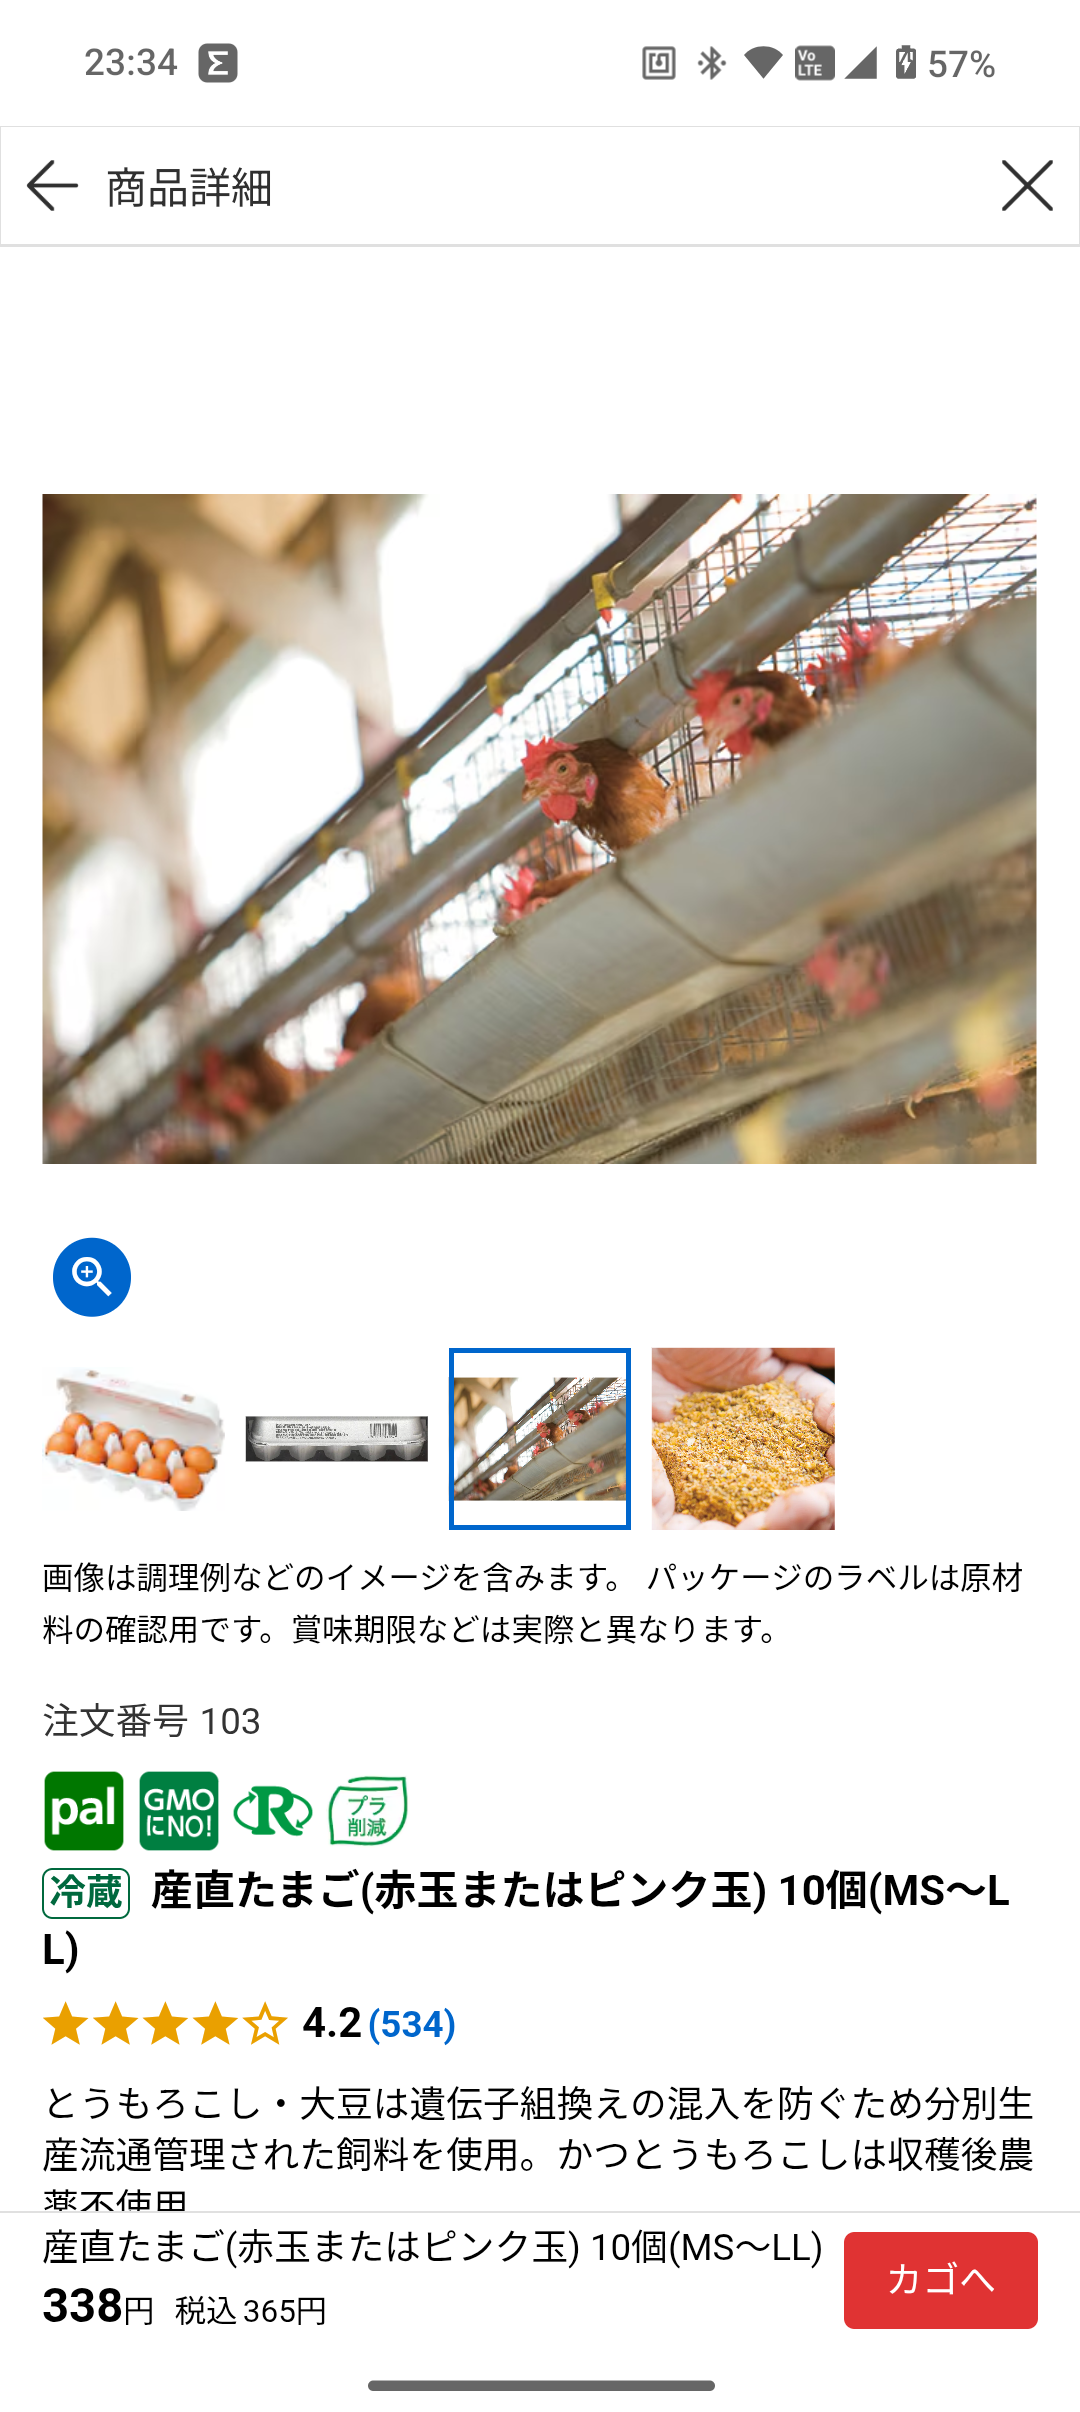 23:34
Vo
LTE
57%
商品詳細
画像は調理例などのイメージを含みます。 パッケージのラベルは原材
料の確認用です。賞味期限などは実際と異なります。
注文番号 103
pal
GMO
にNO!
R
プラ
削減
冷蔵 産直たまご(赤玉またはピンク玉) 10個(MS〜L
L)
4.2 (534)
とうもろこし・大豆は遺伝子組換えの混入を防ぐため分別生
産流通管理された飼料を使用。かつとうもろこしは収穫後農
薬不使用
産直たまご(赤玉またはピンク玉) 10個(MS〜LL)
338円 税込 365円
カゴへ